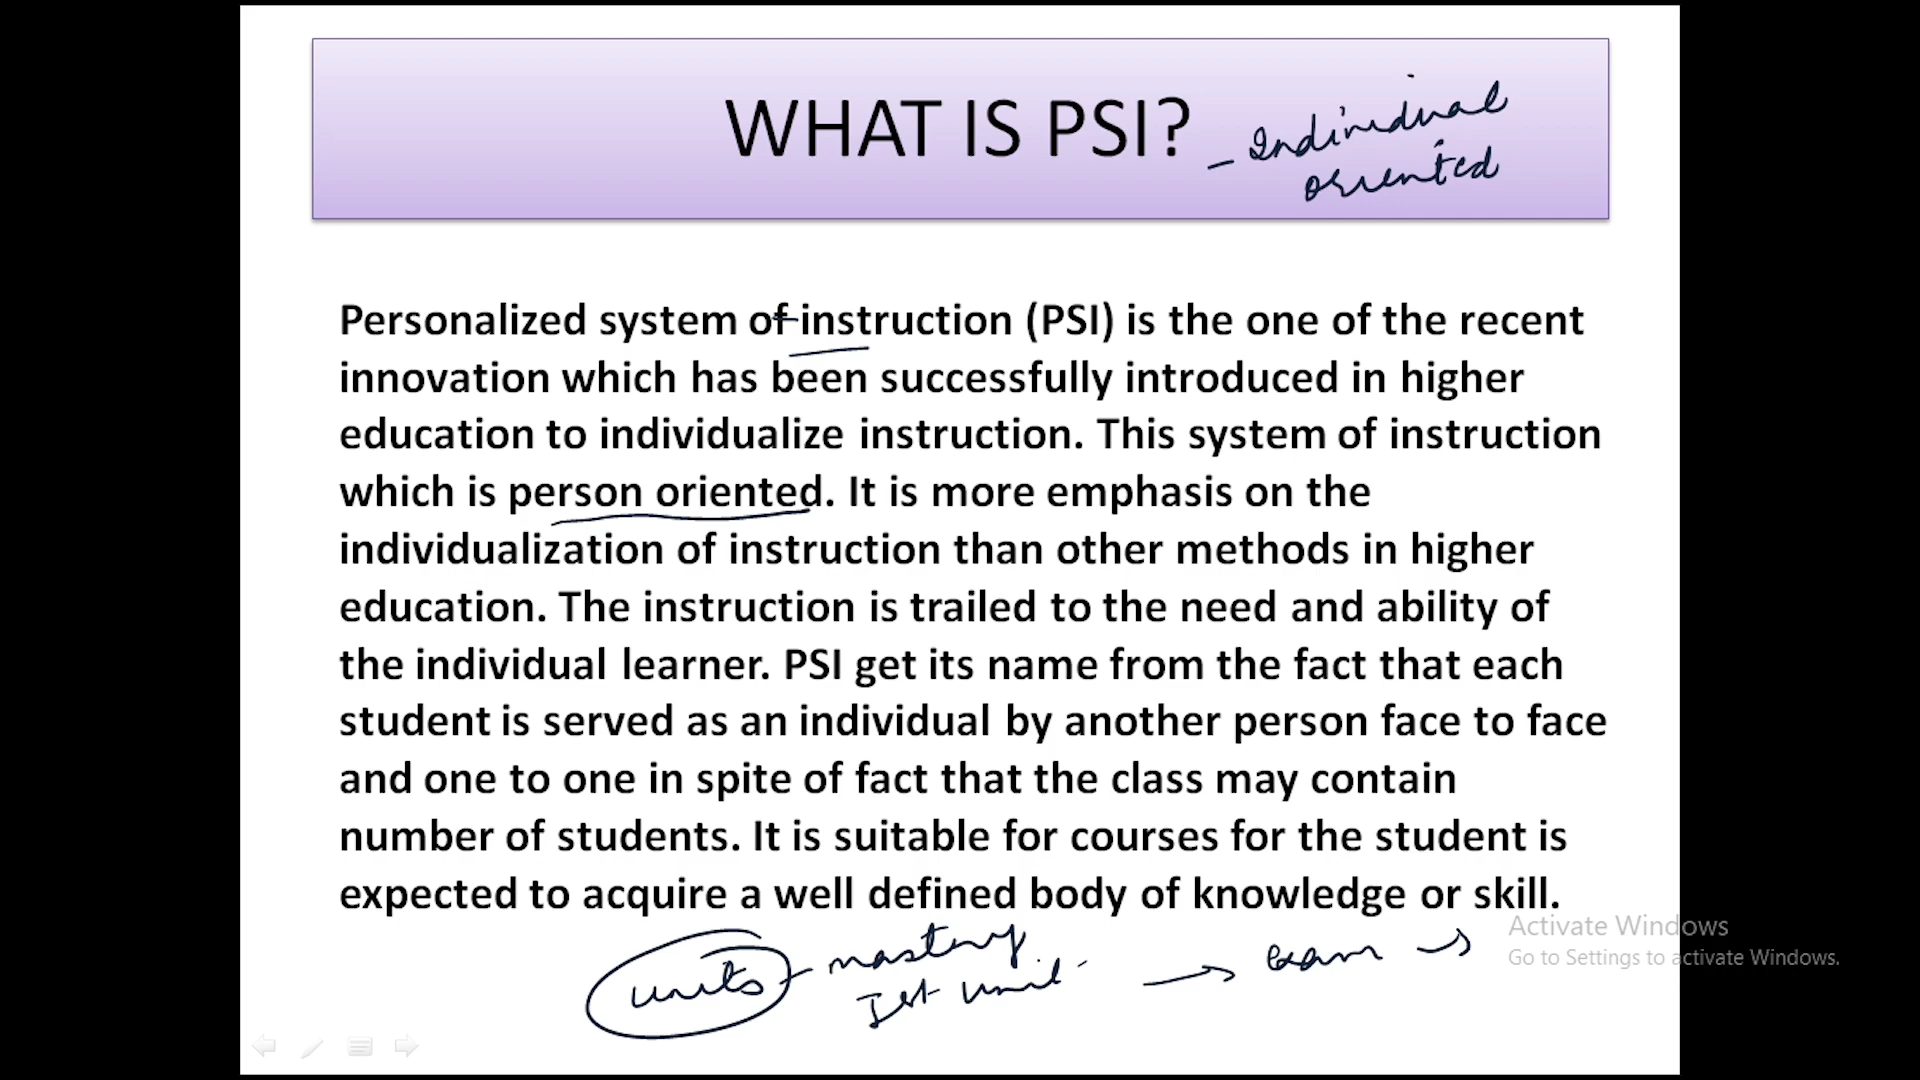 WHAT IS PSI?
- Individual
oriented
Personalized system of instruction (PSI) is the one of the recent
innovation which has been successfully introduced in higher
education to individualize instruction. This system of instruction
which is person oriented. It is more emphasis on the
individualization of instruction than other methods in higher
education. The instruction is trailed to the need and ability of
the individual learner. PSI get its name from the fact that each
student is served as an individual by another person face to face
and one to one in spite of fact that the class may contain
number of students. It is suitable for courses for the student is
expected to acquire a well defined body of knowledge or skill.
units - mastery
Ist unit → exam →
Activate Windows
Go to Settings to activate Windows.